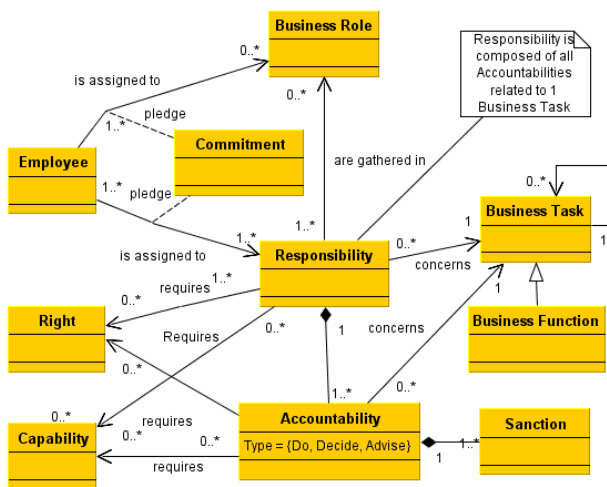 Business Role
0..*
0..*
Responsibility is
composed of all
Accountabilities
related to 1
Business Task
is assigned to
pledge
1..*
Commitment
Employee
1..*
pledge
are gathered in
0..*
Business Task
1
1
1..*
1..*
Responsibility
0..*
concerns
is assigned to
1..*
requires
0..*
Right
Requires
0..*
1
concerns
1
Business Function
0..*
1..*
0..*
0..*
requires
Accountability
Type = {Do, Decide, Advise}
Sanction
Capability
0..*
0..*
requires
1
1..*